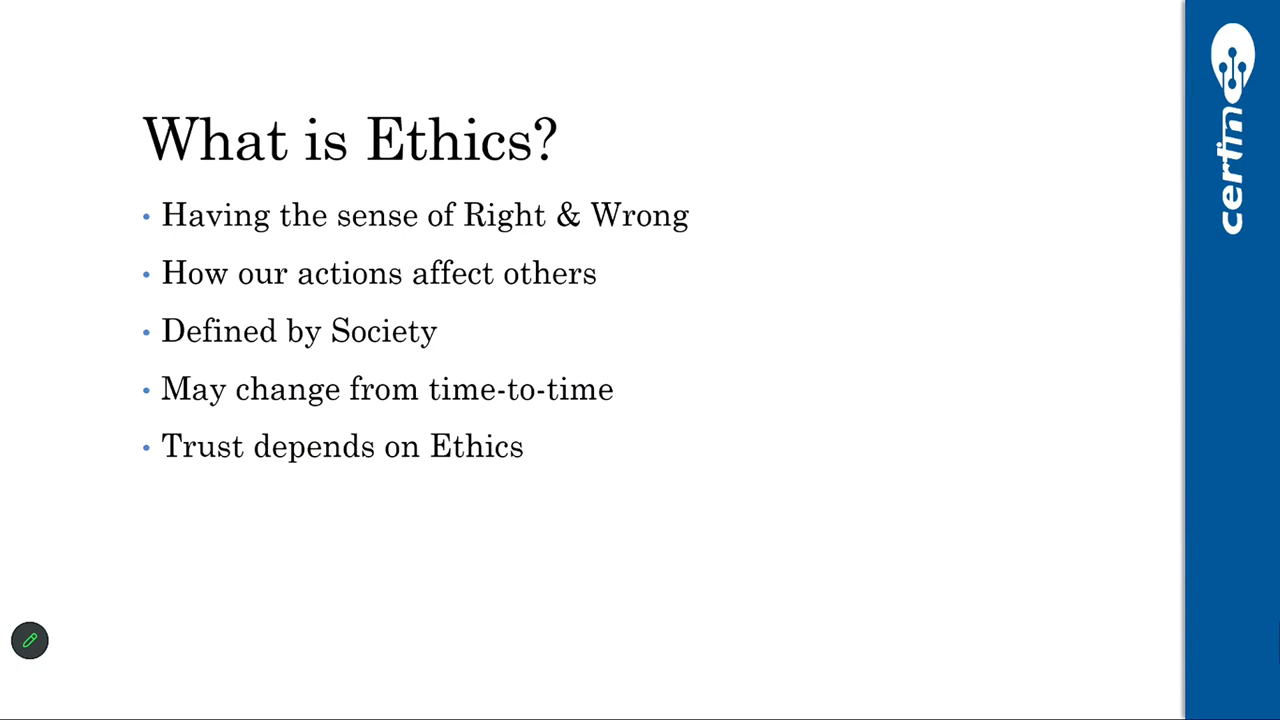 What is Ethics?
• Having the sense of Right & Wrong
• How our actions affect others
• Defined by Society
• May change from time-to-time
• Trust depends on Ethics
certino